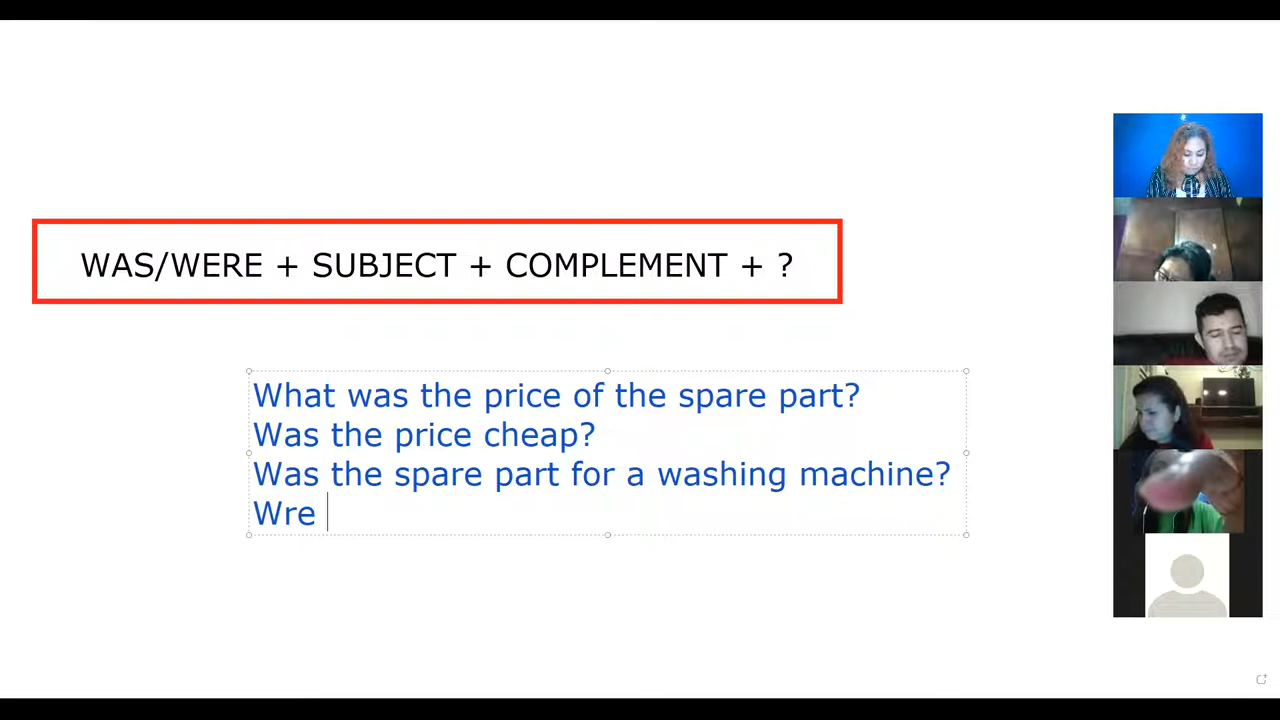 WAS/WERE + SUBJECT + COMPLEMENT + ?
What was the price of the spare part?
Was the price cheap?
Was the spare part for a washing machine?
Wre